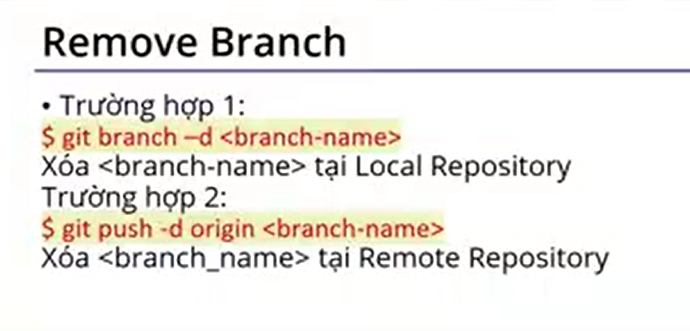 Remove Branch
• Trường hợp 1:
$ git branch –d <branch-name>
Xóa <branch-name> tại Local Repository
Trường hợp 2:
$ git push -d origin <branch-name>
Xóa <branch_name> tại Remote Repository